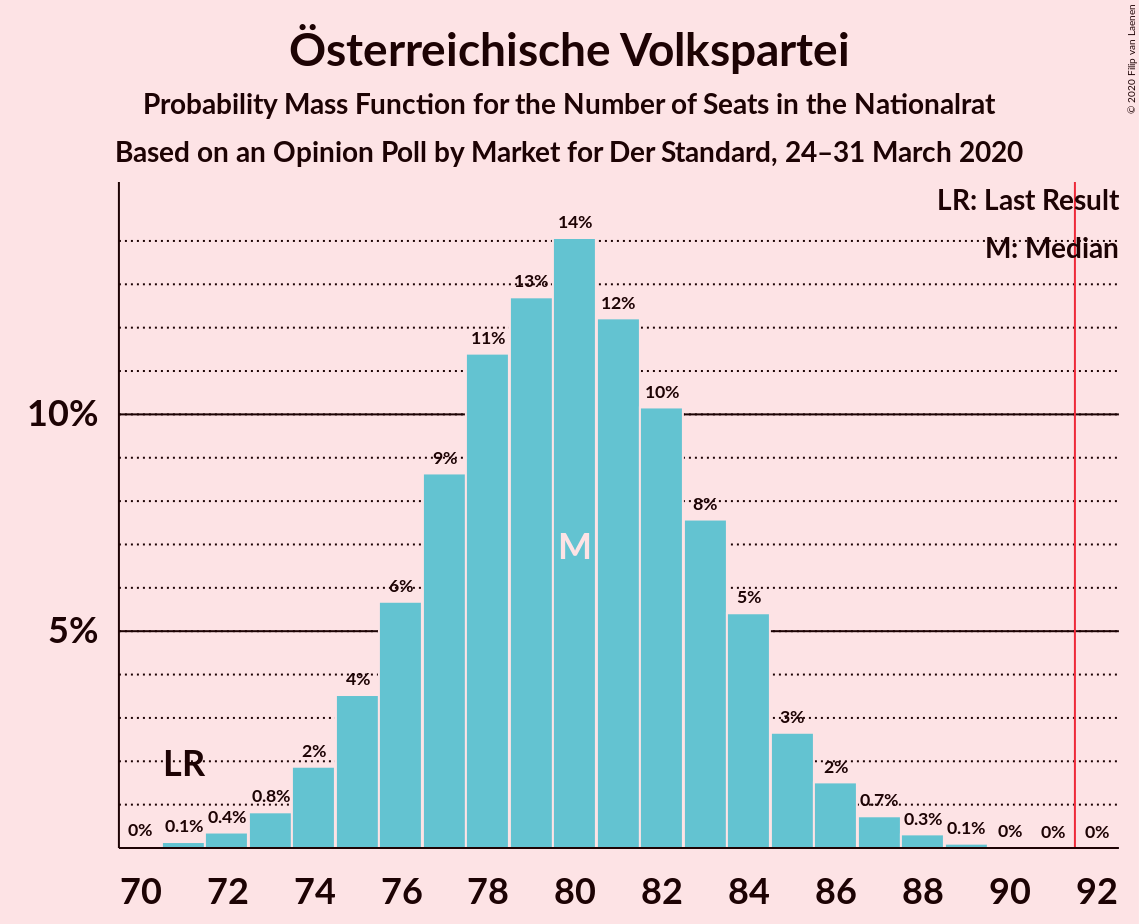 Österreichische Volkspartei
Probability Mass Function for the Number of Seats in the Nationalrat
Based on an Opinion Poll by Market for Der Standard, 24–31 March 2020
© 2020 Filip van Laenen
LR: Last Result
M: Median
14%
13%
12%
11%
10%
10%
9%
8%
M
6%
5%
5%
4%
3%
LR
2%
2%
0.8%
0.7%
0.4%
0.3%
0%
0.1%
0.1%
0%
0%
0%
70 72 74 76 78 80 82 84 86 88 90 92